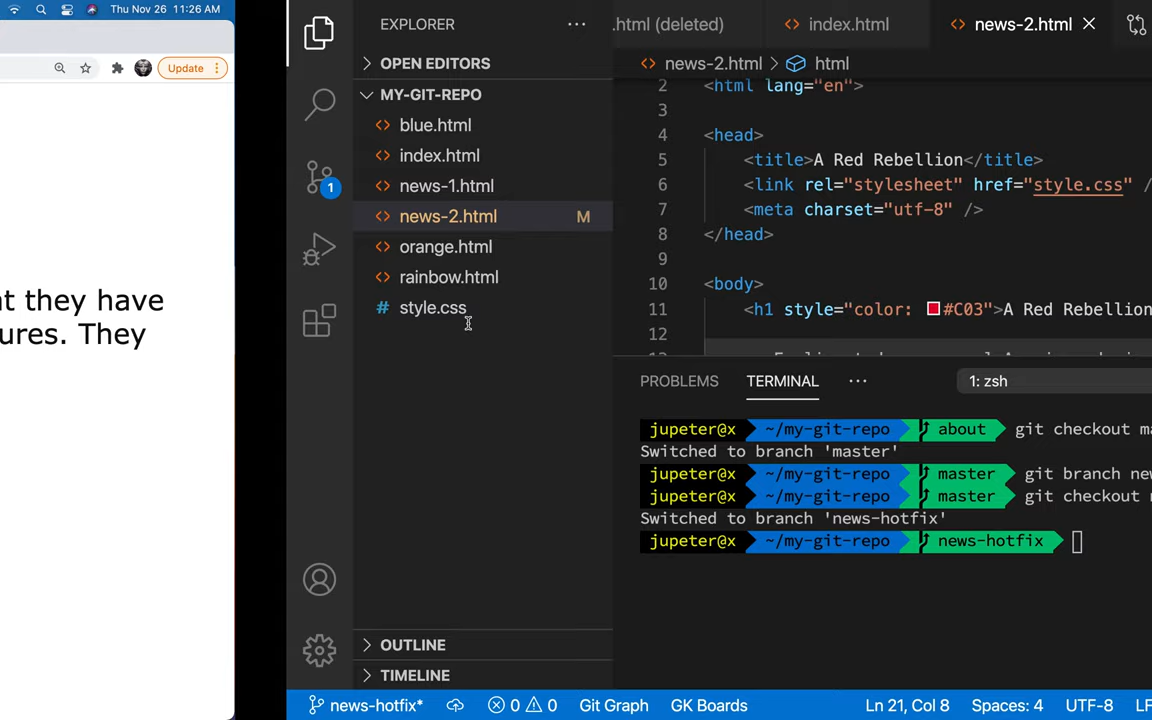 Thu Nov 26 11:26 AM
Update
they have
ures. They
EXPLORER
OPEN EDITORS
MY-GIT-REPO
blue.html
index.html
news-1.html
news-2.html M
orange.html
rainbow.html
# style.css
OUTLINE
TIMELINE
.html (deleted)
index.html
news-2.html
news-2.html > html
2 <html lang="en">
3
4 <head>
5 <title>A Red Rebellion</title>
6 <link rel="stylesheet" href="style.css" /
7 <meta charset="utf-8" />
8 </head>
9
10 <body>
11 <h1 style="color: #C03">A Red Rebellion
12
PROBLEMS TERMINAL ... 1: zsh
jupeter@x ~/my-git-repo about git checkout ma
Switched to branch 'master'
jupeter@x ~/my-git-repo master git branch new
jupeter@x ~/my-git-repo master git checkout
Switched to branch 'news-hotfix'
jupeter@x ~/my-git-repo news-hotfix
1
news-hotfix* 0 0 Git Graph GK Boards Ln 21, Col 8 Spaces: 4 UTF-8 LF